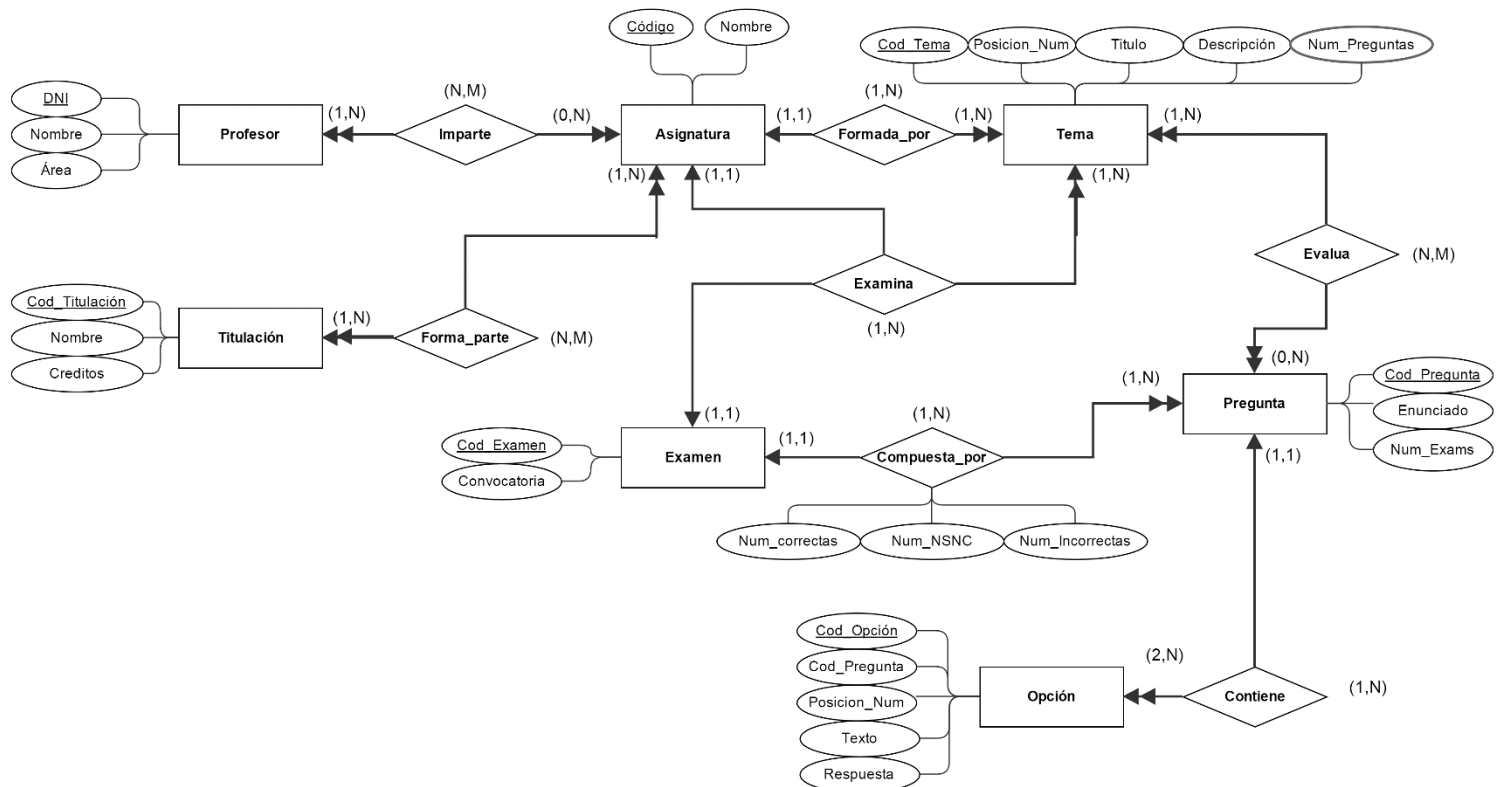 Código
Nombre
Cod_Tema
Posicion_Num
Titulo
Descripción
Num_Preguntas
DNI
Nombre
Área
Profesor
(1,N)
(N,M)
Imparte
(0,N)
Asignatura
(1,1)
(1,N)
Formada_por
(1,N)
Tema
(1,N)
(1,N)
(1,N)
(1,1)
(1,N)
Evalua
(N,M)
Examina
(1,N)
Cod_Titulación
Nombre
Creditos
Titulación
(1,N)
Forma_parte
(N,M)
(0,N)
Cod_Pregunta
Enunciado
Num_Exams
Pregunta
(1,N)
(1,1)
(1,1)
Cod_Examen
Convocatoria
Examen
(1,1)
(1,N)
Compuesta_por
Num_correctas
Num_NSNC
Num_Incorrectas
Cod_Opción
Cod_Pregunta
Posicion_Num
Texto
Respuesta
Opción
(2,N)
Contiene
(1,N)